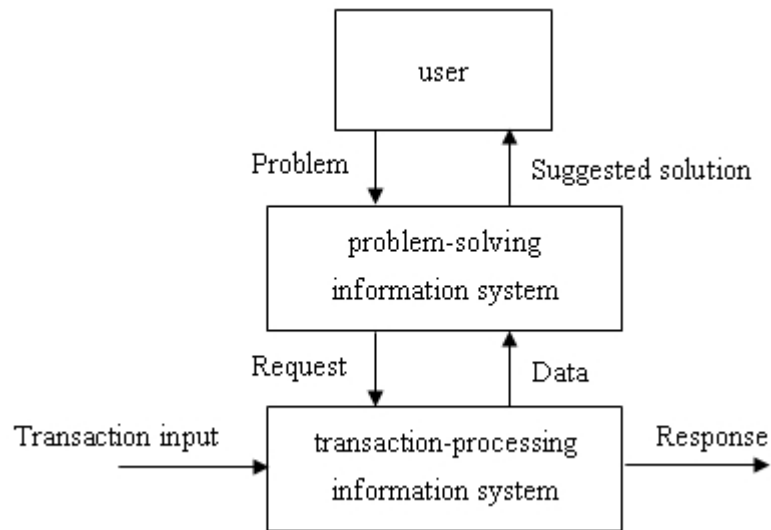 user
Problem
Suggested solution
problem-solving
information system
Request
Data
Transaction input
transaction-processing
information system
Response